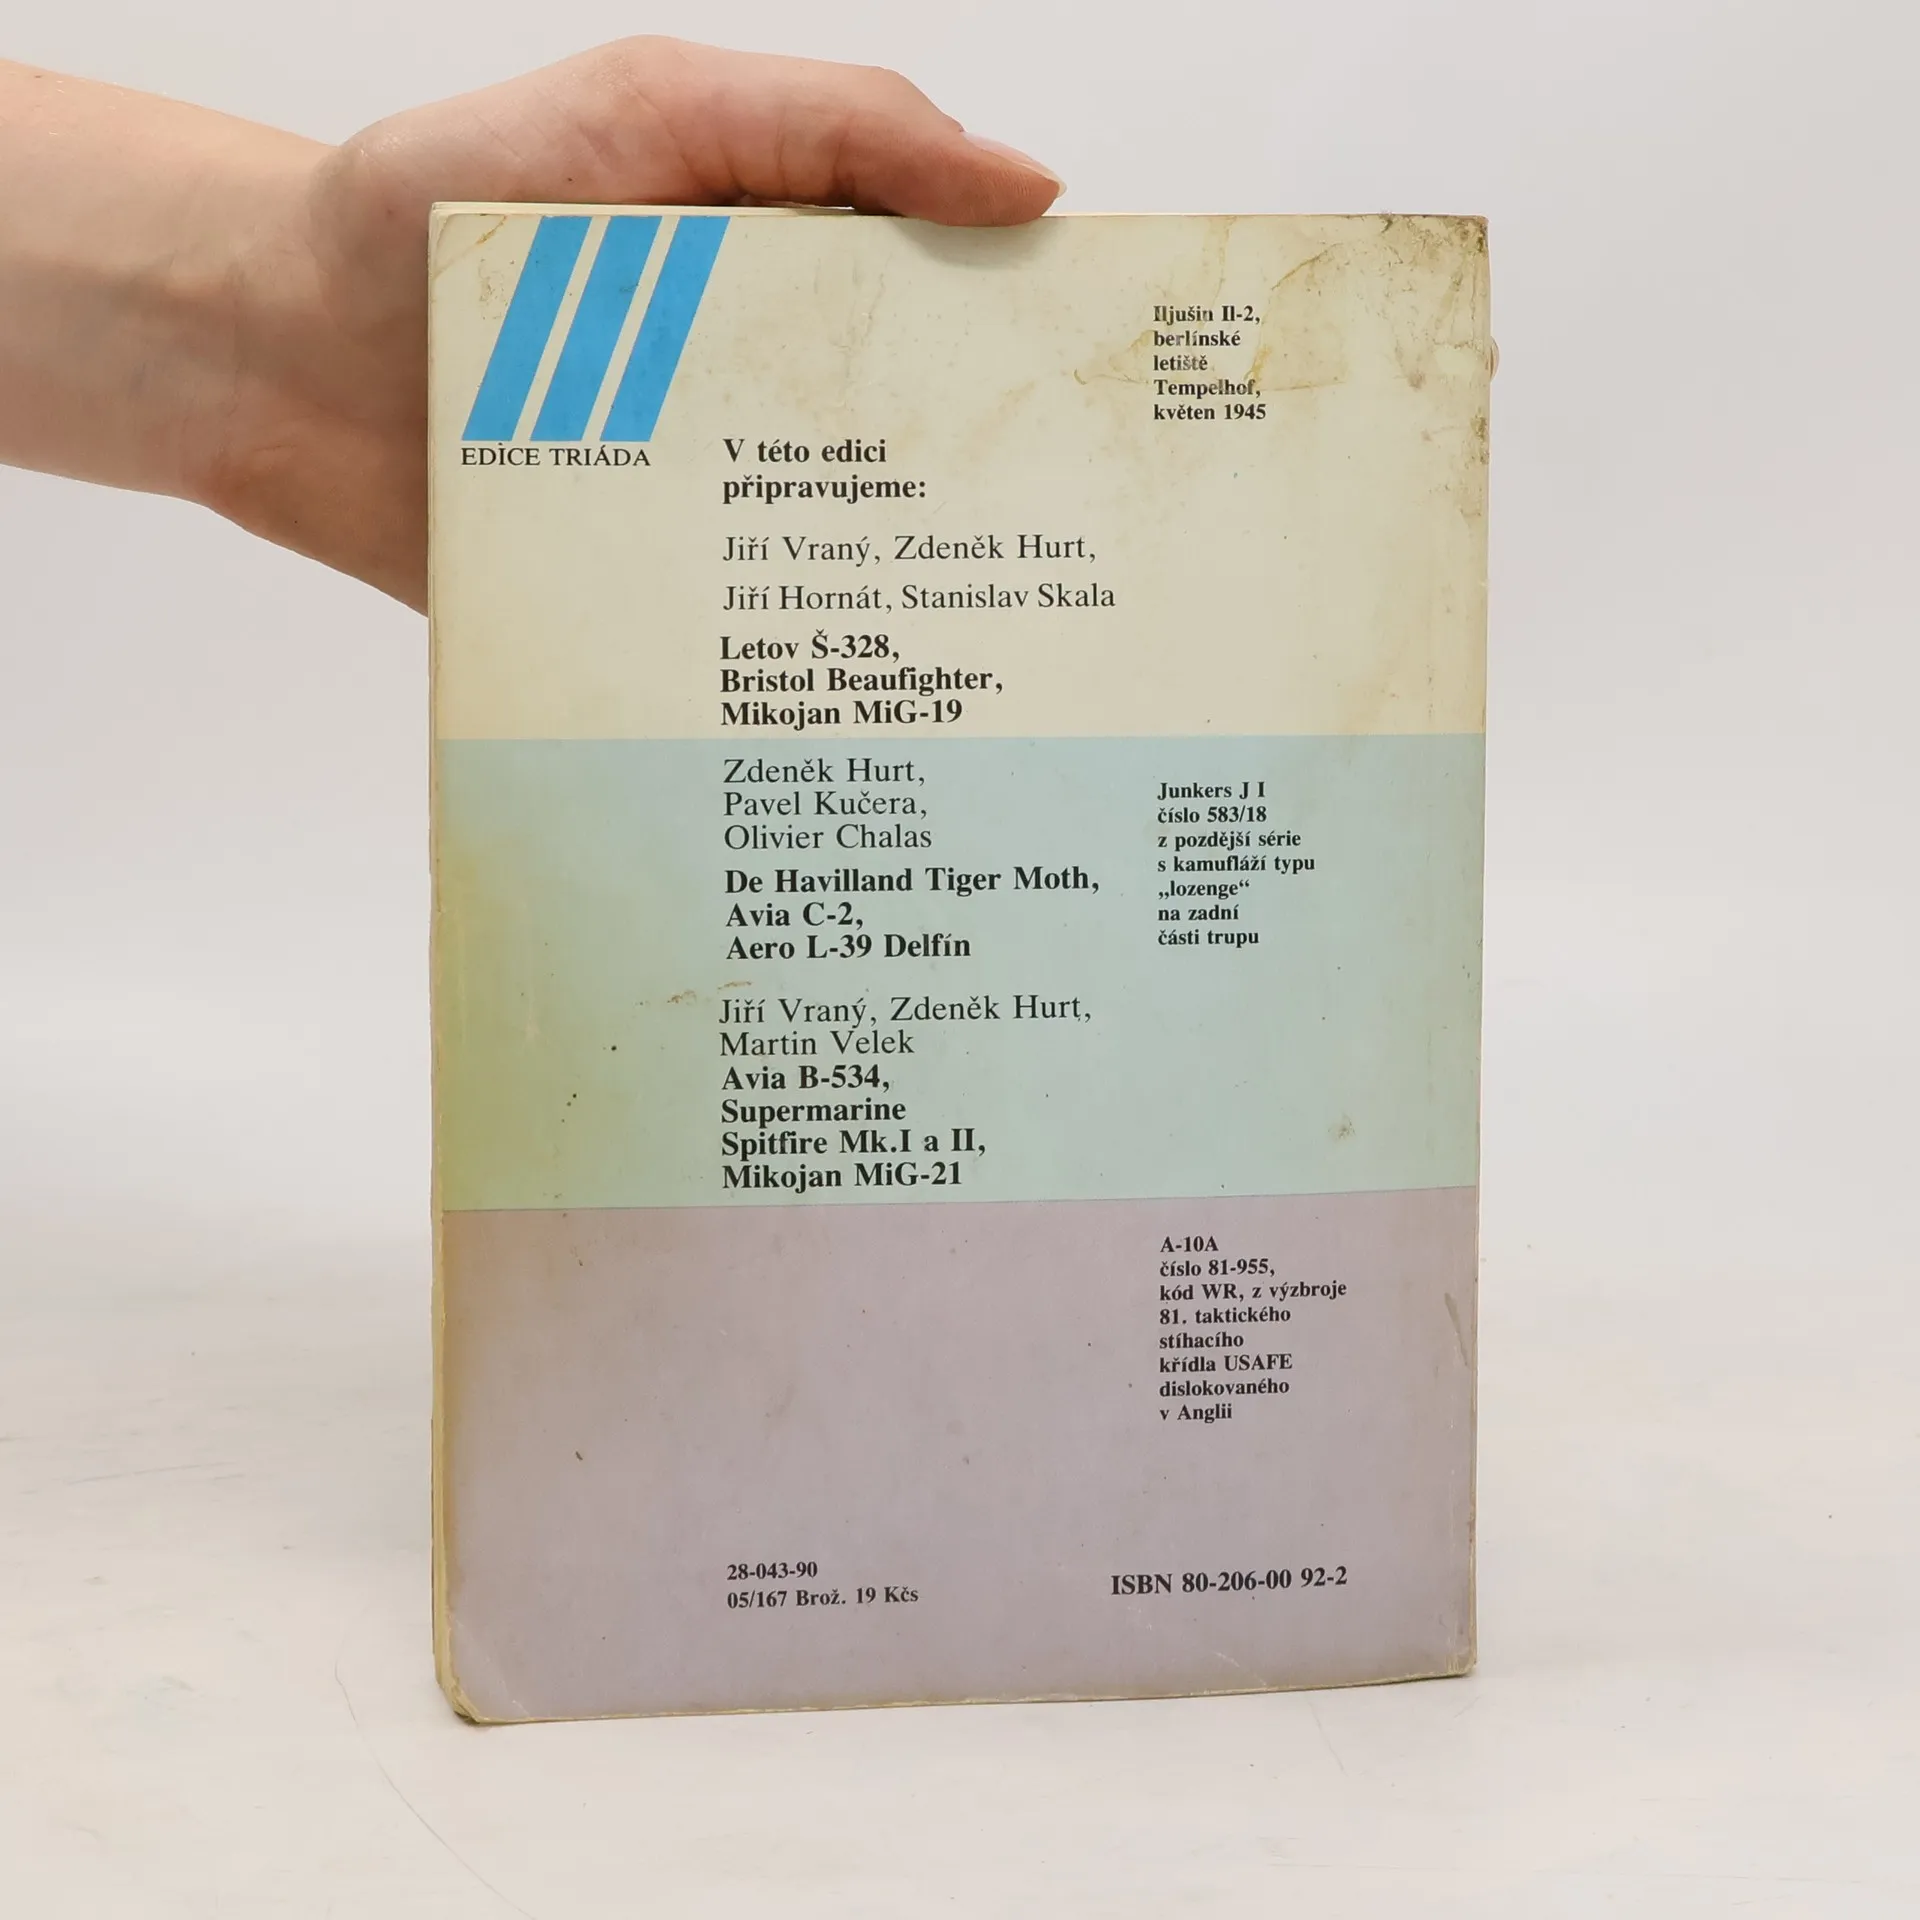 EDICE TRIÁDA
V této edici
připravujeme:
Jiří Vraný, Zdeněk Hurt,
Jiří Hornát, Stanislav Skala
Letov Š-328,
Bristol Beaufighter,
Mikojan MiG-19
Zdeněk Hurt,
Pavel Kučera,
Olivier Chalas
De Havilland Tiger Moth,
Avia C-2,
Aero L-39 Delfín
Jiří Vraný, Zdeněk Hurt,
Martin Velek
Avia B-534,
Supermarine
Spitfire Mk.I a II,
Mikojan MiG-21
Iljušin Il-2,
berlínské
letiště
Tempelhof,
květen 1945
Junkers J I
číslo 583/18
z pozdější série
s kamufláží typu
„lozenge“
na zadní
části trupu
A-10A
číslo 81-955,
kód WR, z výzbroje
81. taktického
stíhacího
křídla USAFE
dislokovaného
v Anglii
28-043-90
05/167 Brož. 19 Kčs
ISBN 80-206-00 92-2